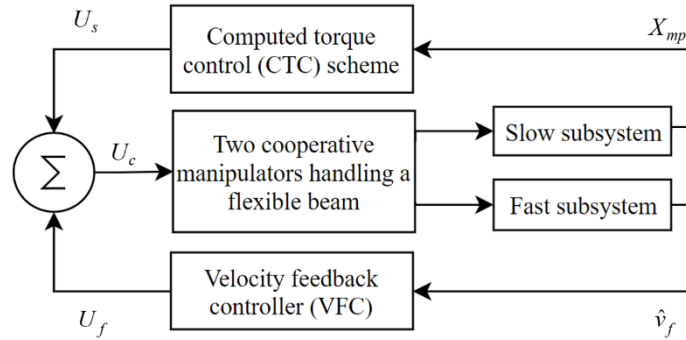 U_s
Computed torque
control (CTC) scheme
X_mp
Σ
U_c
Two cooperative
manipulators handling a
flexible beam
Slow subsystem
Fast subsystem
Velocity feedback
controller (VFC)
U_f
v̂_f